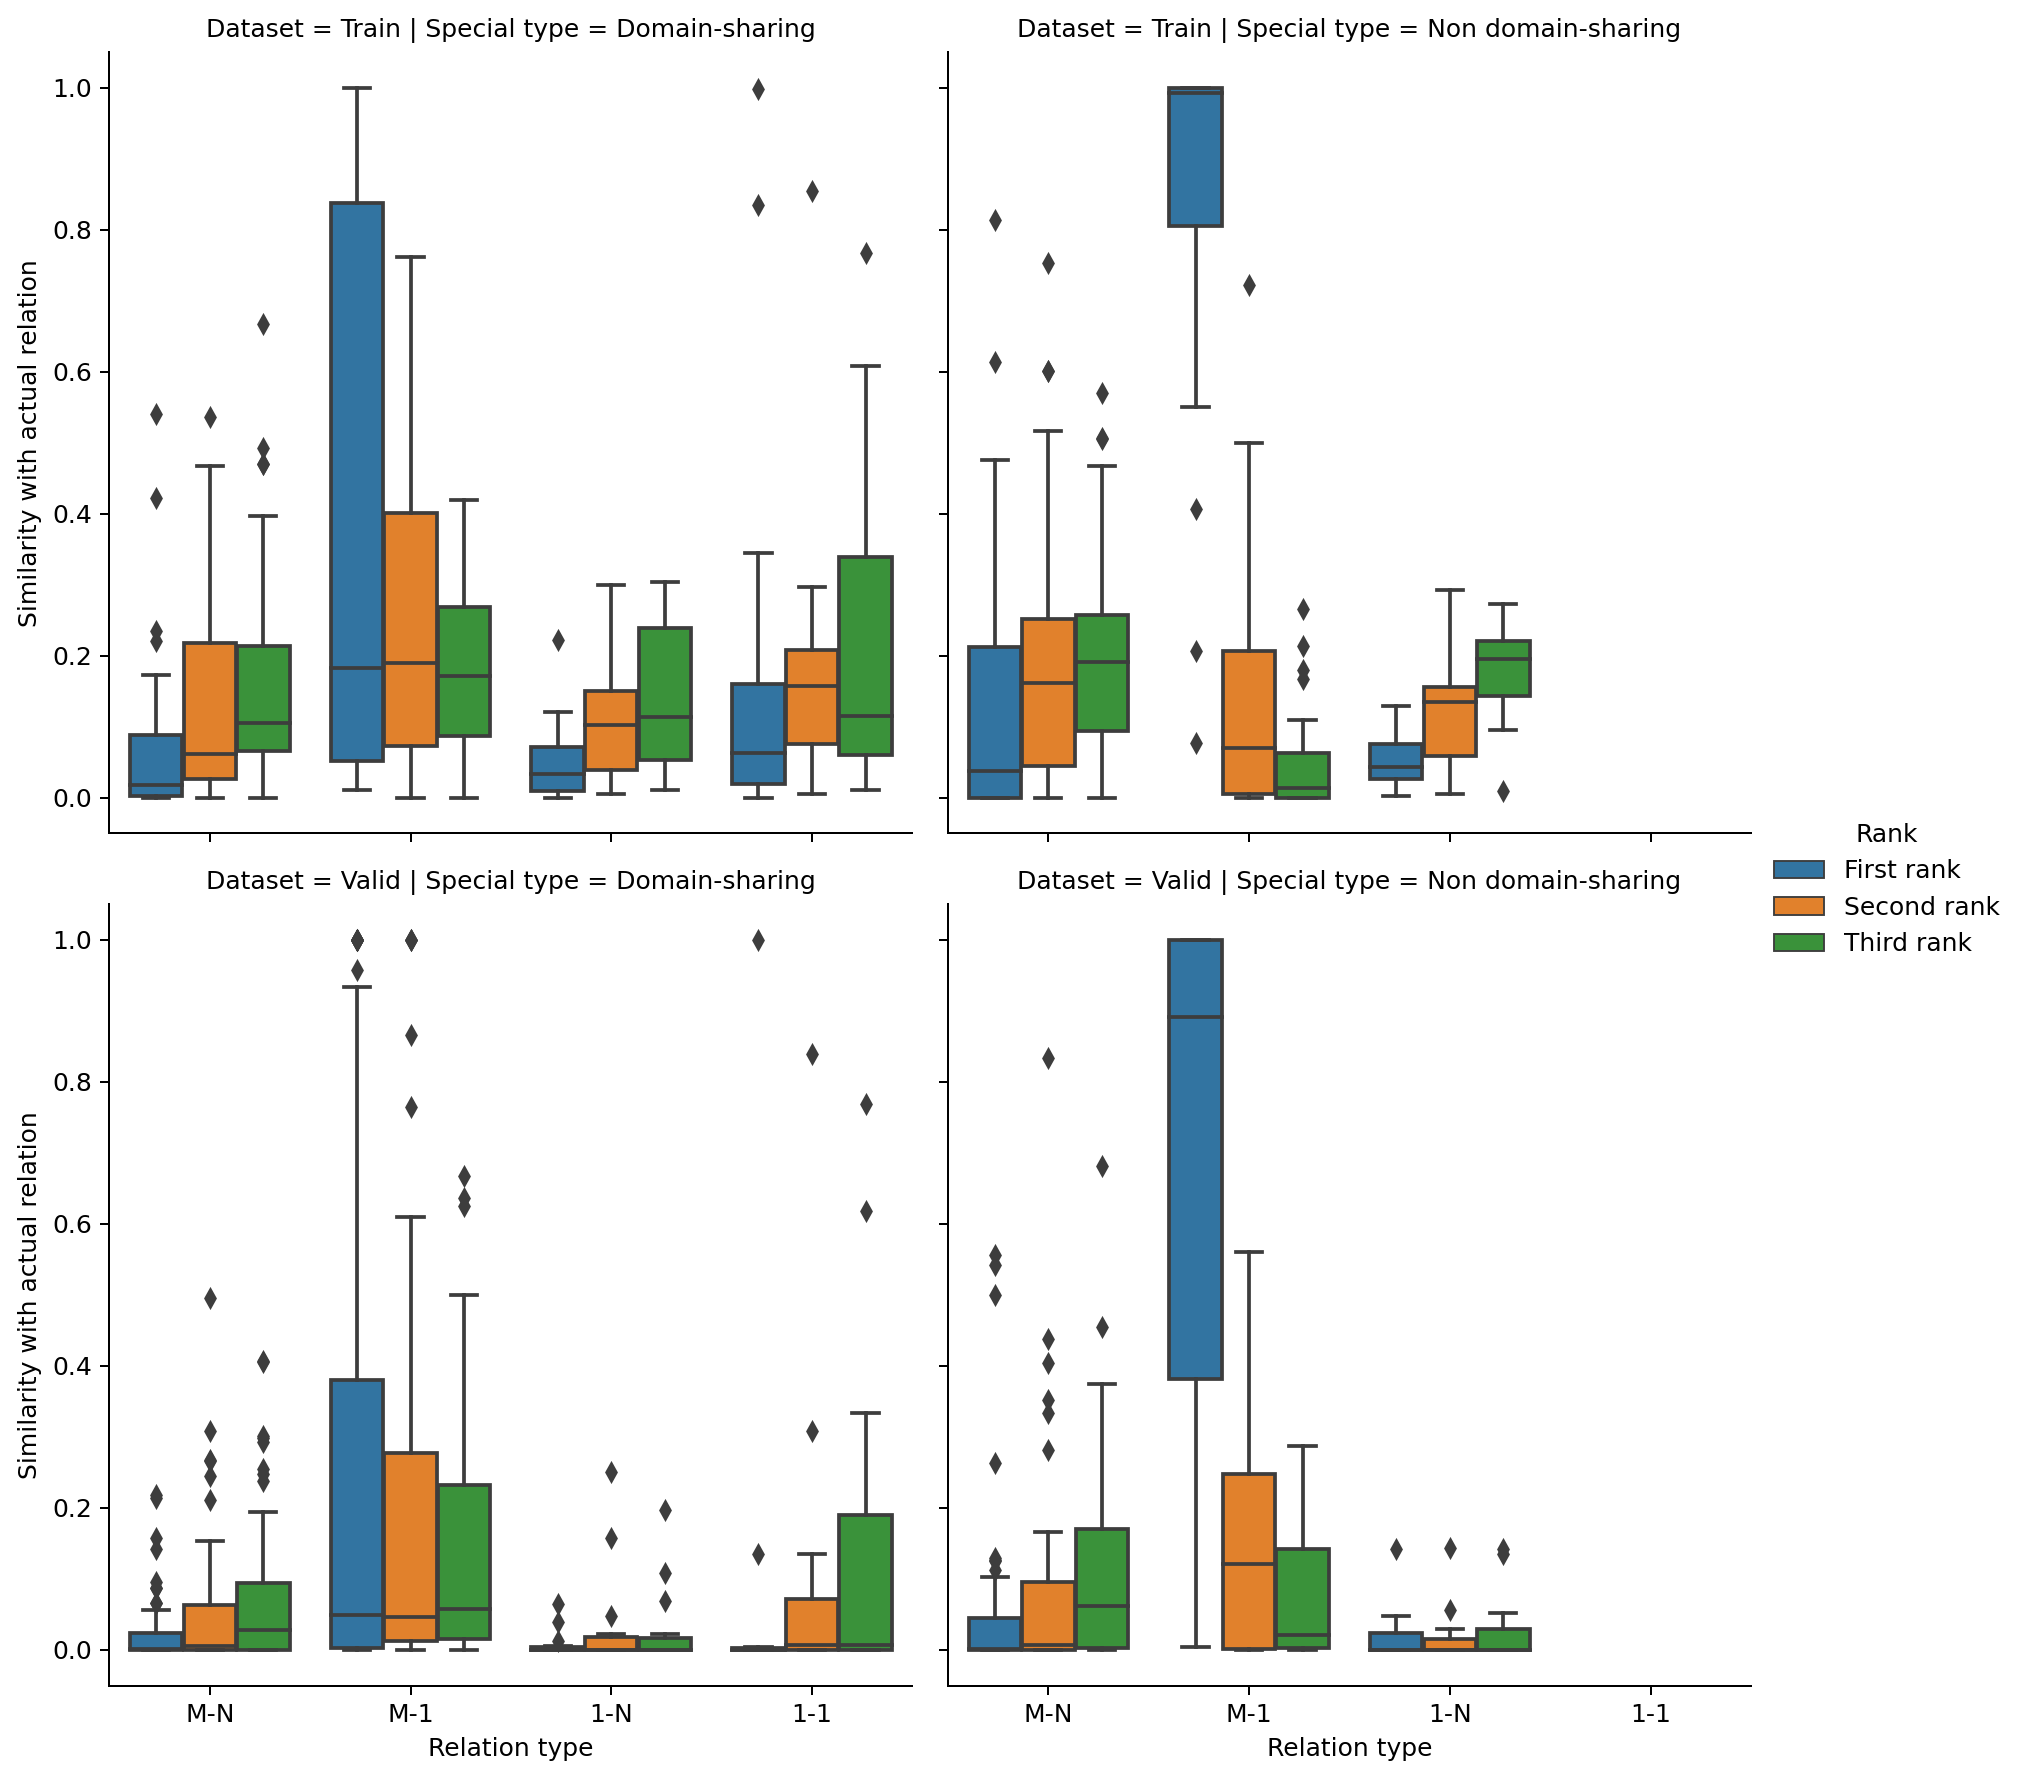 Dataset = Train | Special type = Domain-sharing
Dataset = Train | Special type = Non domain-sharing
Similarity with actual relation
1.0
0.8
0.6
0.4
0.2
0.0
Rank
First rank
Second rank
Third rank
Dataset = Valid | Special type = Domain-sharing
Dataset = Valid | Special type = Non domain-sharing
Similarity with actual relation
1.0
0.8
0.6
0.4
0.2
0.0
M-N M-1 1-N 1-1
M-N M-1 1-N 1-1
Relation type
Relation type